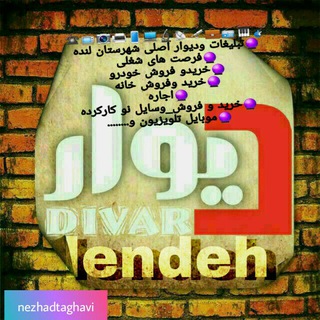 تبلیغات ودیوار اصلی شهرستان لنده
فرصت های شغلی
خریدو فروش خودرو
خرید وفروش خانه
اجاره
خرید و فروش وسایل نو کارکرده
موبایل تلویزیون و........
دیوار
DIVAR
lendeh
nezhadtaghavi